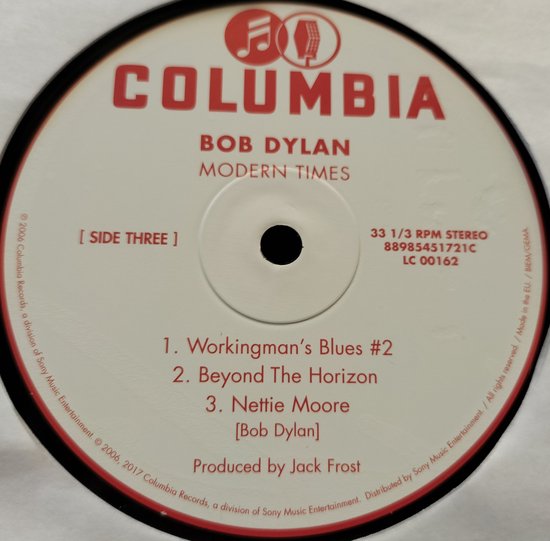 COLUMBIA
BOB DYLAN
MODERN TIMES
[ SIDE THREE ]
33 1/3 RPM STEREO
88985451721C
LC 00162
1. Workingman's Blues #2
2. Beyond The Horizon
3. Nettie Moore
[Bob Dylan]
Produced by Jack Frost
℗ 2006 Columbia Records, a division of Sony Music Entertainment. © 2006, 2017 Columbia Records, a division of Sony Music Entertainment. Distributed by Sony Music Entertainment. / All rights reserved. / Made in the EU. / BIEM/GEMA.